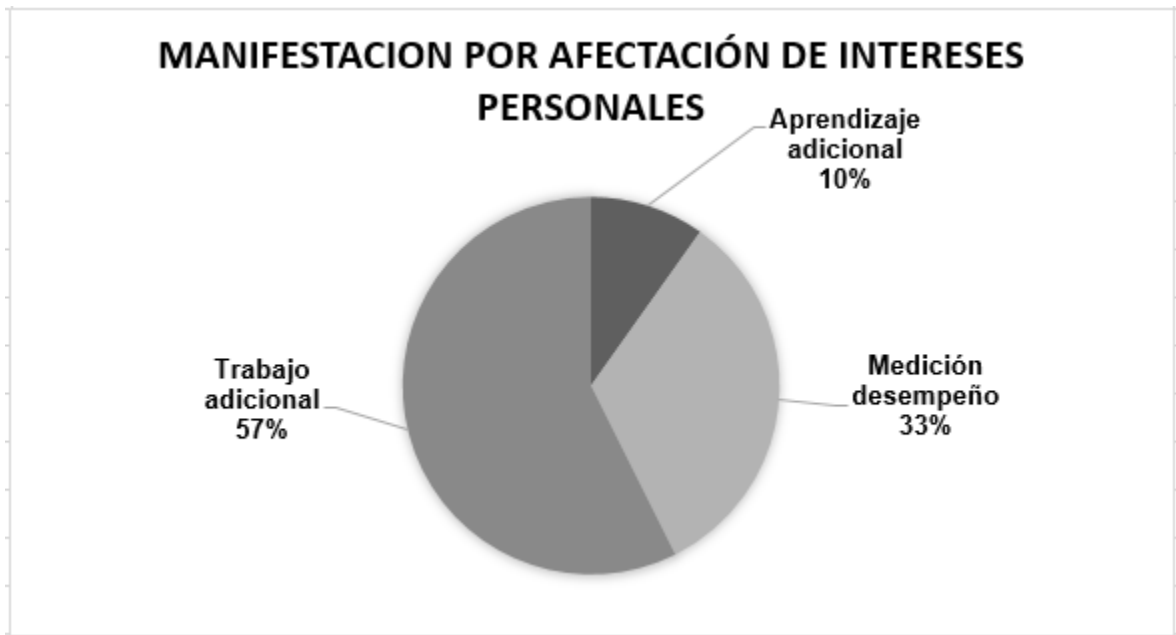 MANIFESTACION POR AFECTACIÓN DE INTERESES
PERSONALES
Aprendizaje
adicional
10%
Medición
desempeño
33%
Trabajo
adicional
57%